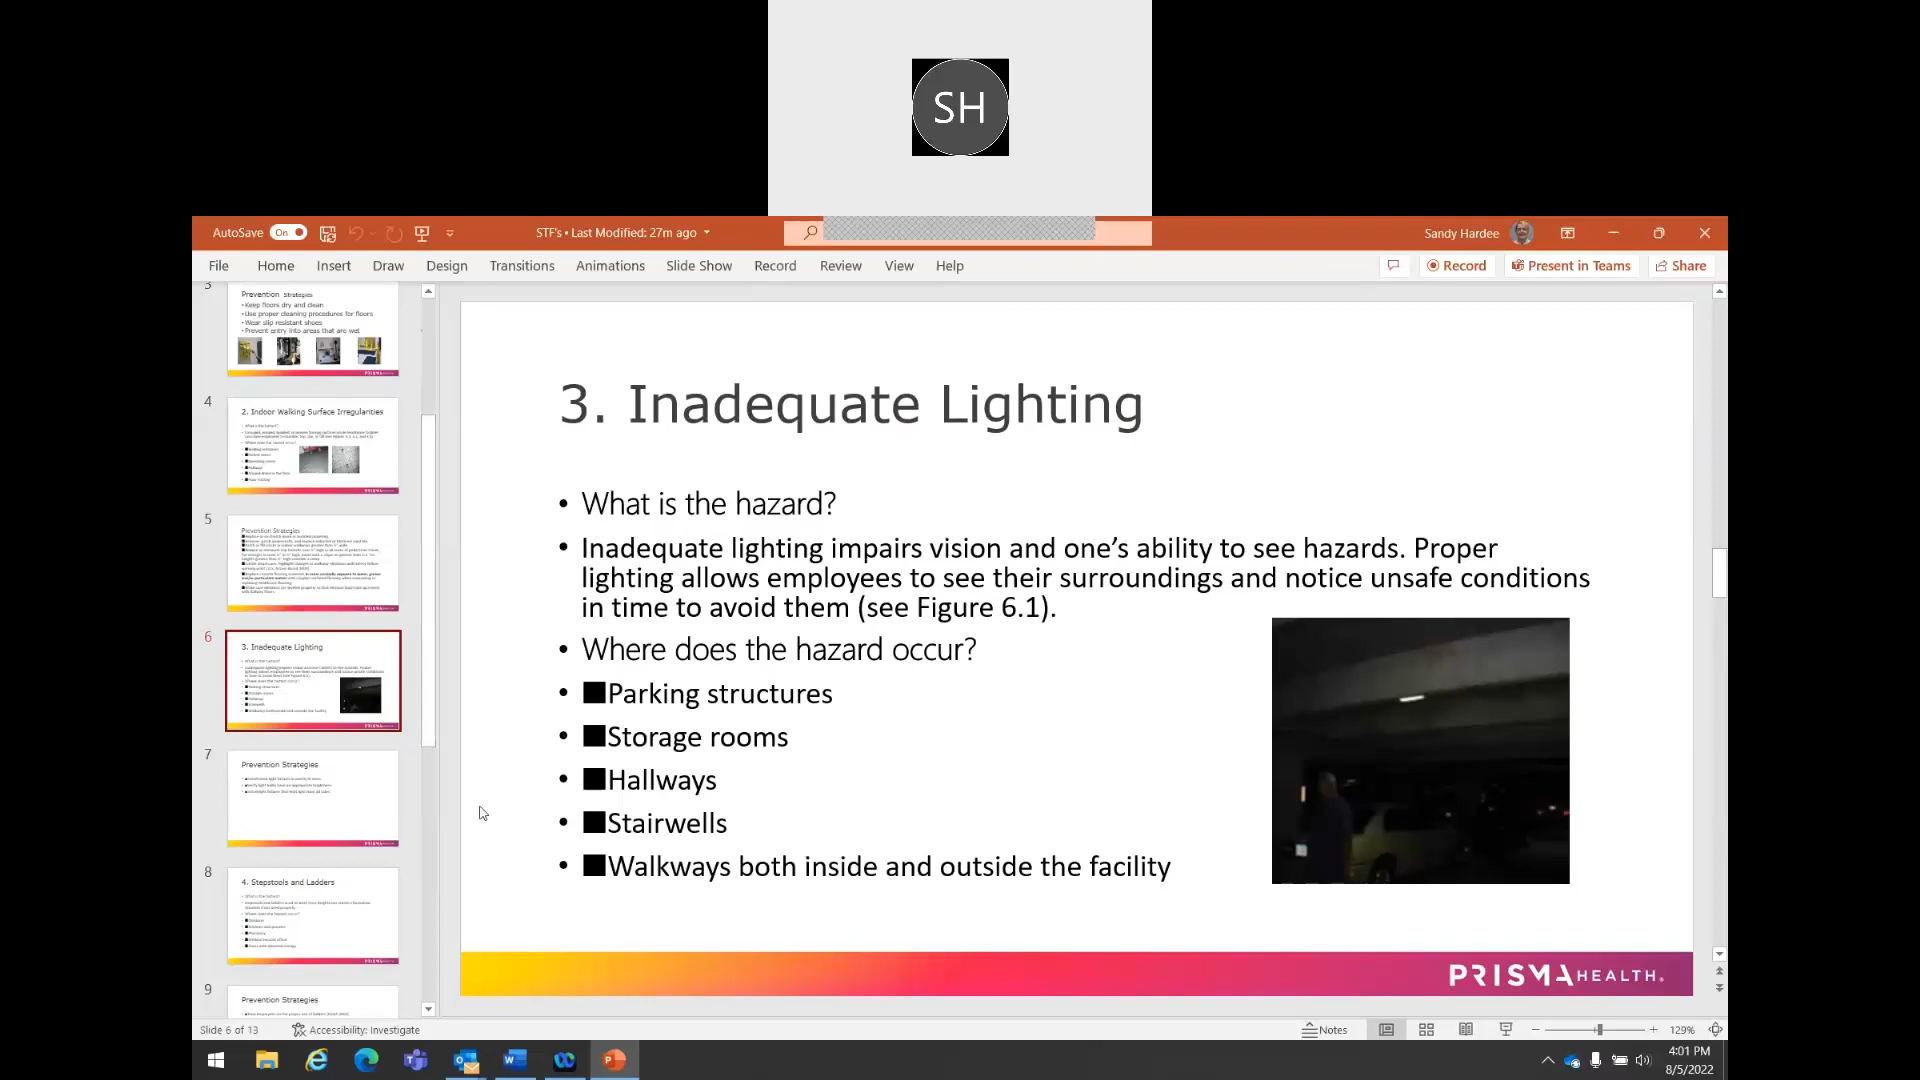 SH
AutoSave On
STF's • Last Modified: 27m ago
Sandy Hardee
File Home Insert Draw Design Transitions Animations Slide Show Record Review View Help
Record Present in Teams Share
3
Prevention Strategies
• Keep floors dry and clean
• Use proper cleaning procedures for floors
• Wear slip resistant shoes
• Prevent entry into areas that are wet
4
2. Indoor Walking Surface Irregularities
5
Prevention Strategies
6
3. Inadequate Lighting
7
Prevention Strategies
8
4. Stepstools and Ladders
9
Prevention Strategies
3. Inadequate Lighting
• What is the hazard?
• Inadequate lighting impairs vision and one’s ability to see hazards. Proper
lighting allows employees to see their surroundings and notice unsafe conditions
in time to avoid them (see Figure 6.1).
• Where does the hazard occur?
• ■Parking structures
• ■Storage rooms
• ■Hallways
• ■Stairwells
• ■Walkways both inside and outside the facility
PRISMA HEALTH.
Slide 6 of 13 Accessibility: Investigate
Notes 129%
4:01 PM
8/5/2022